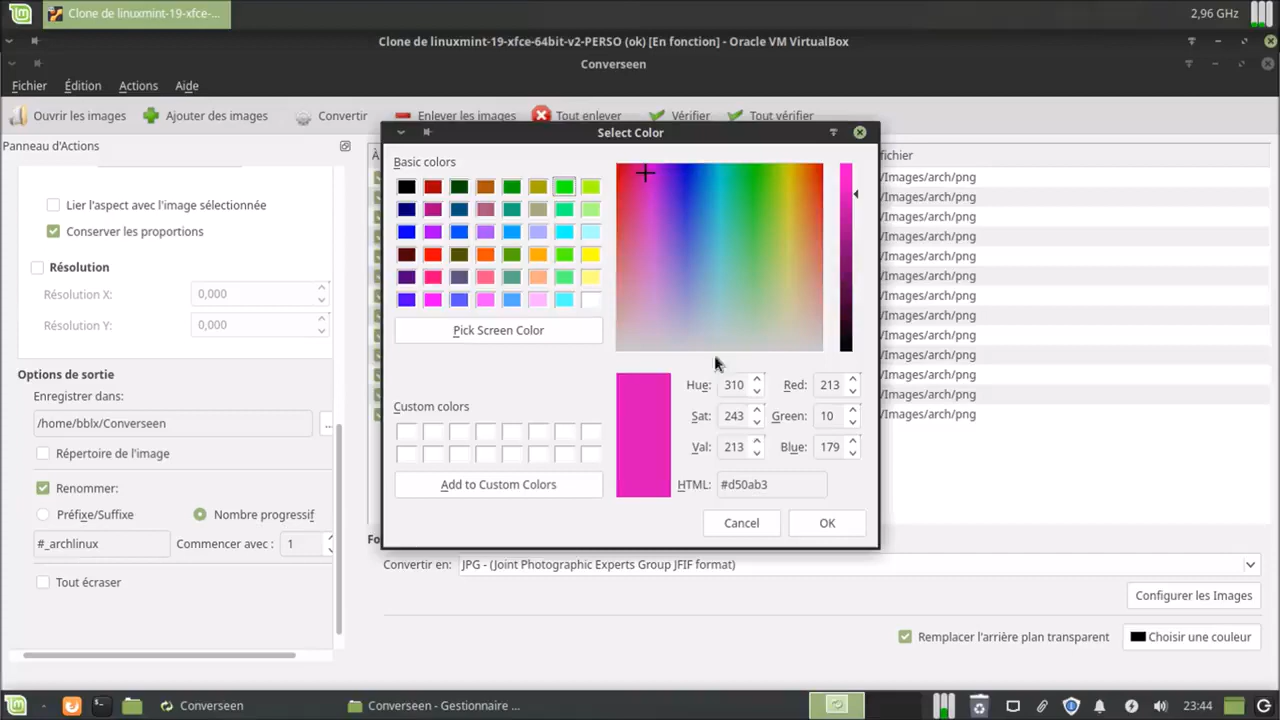 Clone de linuxmint-19-xfce-...
2,96 GHz
Clone de linuxmint-19-xfce-64bit-v2-PERSO (ok) [En fonction] - Oracle VM VirtualBox
Converseen
Fichier Édition Actions Aide
Ouvrir les images Ajouter des images Convertir Enlever les images Tout enlever Vérifier Tout vérifier
Panneau d'Actions
Lier l'aspect avec l'image sélectionnée
Conserver les proportions
Résolution
Résolution X: 0,000
Résolution Y: 0,000
Options de sortie
Enregistrer dans:
/home/bblx/Converseen ...
Répertoire de l'image
Renommer:
Préfixe/Suffixe Nombre progressif
#_archlinux Commencer avec : 1
Tout écraser
Select Color
Basic colors
Pick Screen Color
Custom colors
Add to Custom Colors
Hue: 310 Red: 213
Sat: 243 Green: 10
Val: 213 Blue: 179
HTML: #d50ab3
Cancel OK
À
fichier
/Images/arch/png
/Images/arch/png
/Images/arch/png
/Images/arch/png
/Images/arch/png
/Images/arch/png
/Images/arch/png
/Images/arch/png
/Images/arch/png
/Images/arch/png
/Images/arch/png
/Images/arch/png
/Images/arch/png
Fo
Convertir en: JPG - (Joint Photographic Experts Group JFIF format)
Configurer les Images
Remplacer l'arrière plan transparent Choisir une couleur
Converseen Converseen - Gestionnaire ... 23:44